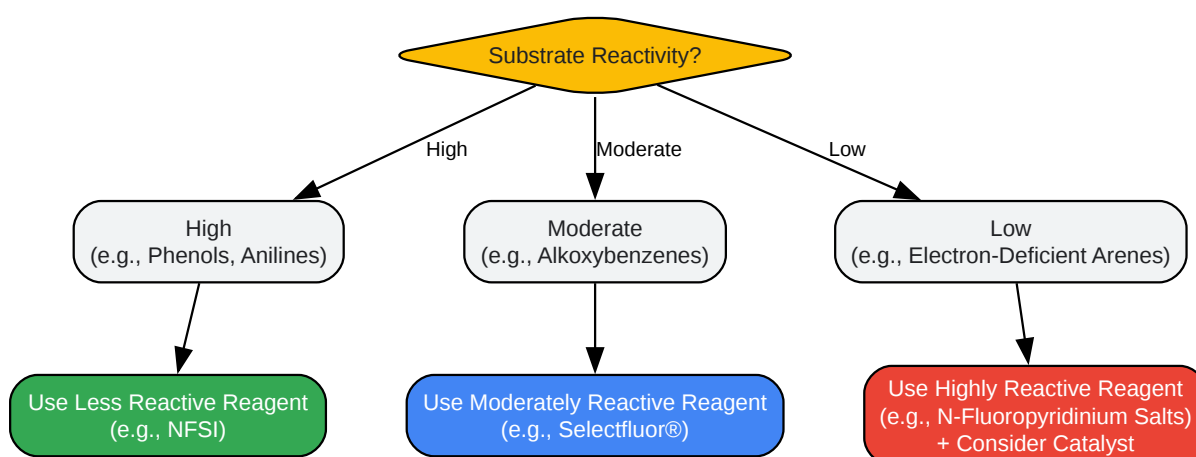 Substrate Reactivity?
High
Moderate
Low
High
(e.g., Phenols, Anilines)
Moderate
(e.g., Alkoxybenzenes)
Low
(e.g., Electron-Deficient Arenes)
Use Less Reactive Reagent
(e.g., NFSI)
Use Moderately Reactive Reagent
(e.g., Selectfluor®)
Use Highly Reactive Reagent
(e.g., N-Fluoropyridinium Salts)
+ Consider Catalyst